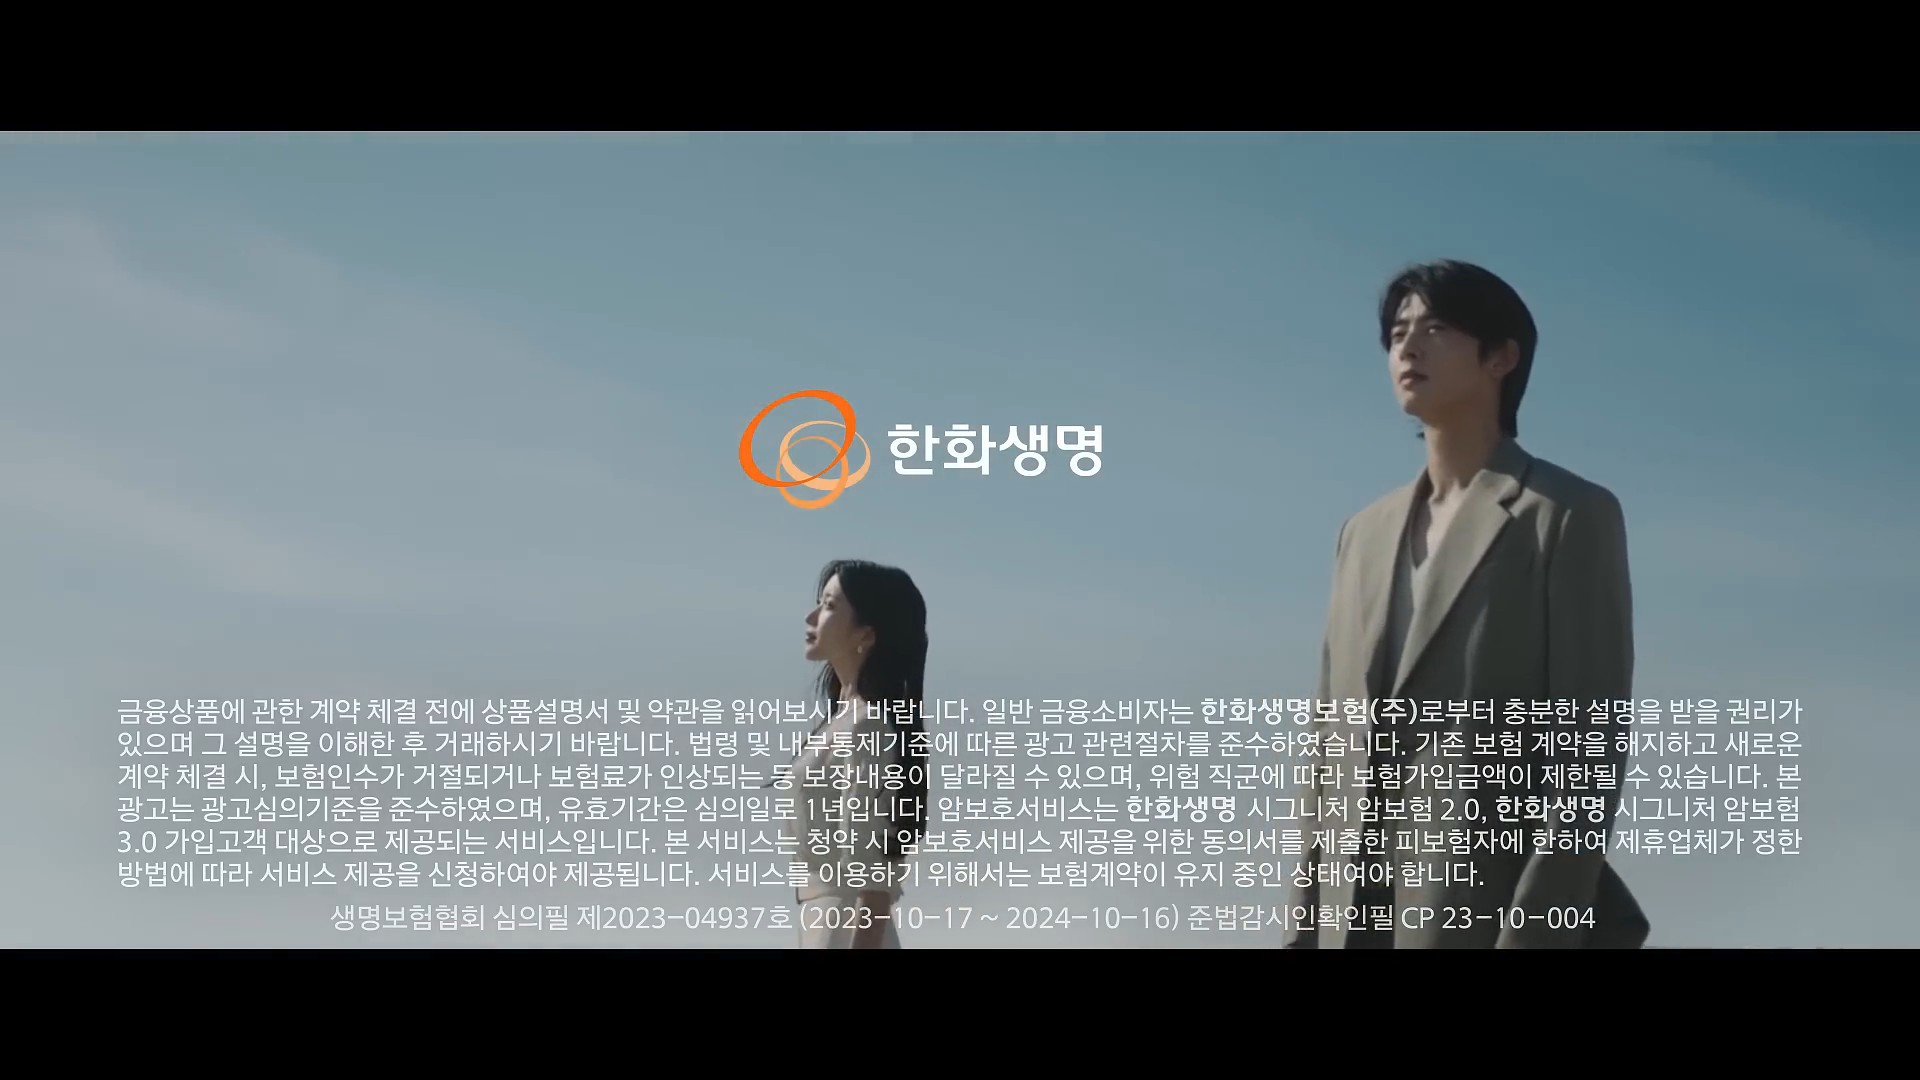 한화생명
금융상품에 관한 계약 체결 전에 상품설명서 및 약관을 읽어보시기 바랍니다. 일반 금융소비자는 한화생명보험(주)로부터 충분한 설명을 받을 권리가
있으며 그 설명을 이해한 후 거래하시기 바랍니다. 법령 및 내부통제기준에 따른 광고 관련절차를 준수하였습니다. 기존 보험 계약을 해지하고 새로운
계약 체결 시, 보험인수가 거절되거나 보험료가 인상되는 등 보장내용이 달라질 수 있으며, 위험 직군에 따라 보험가입금액이 제한될 수 있습니다. 본
광고는 광고심의기준을 준수하였으며, 유효기간은 심의일로 1년입니다. 암보호서비스는 한화생명 시그니처 암보험 2.0, 한화생명 시그니처 암보험
3.0 가입고객 대상으로 제공되는 서비스입니다. 본 서비스는 청약 시 암보호서비스 제공을 위한 동의서를 제출한 피보험자에 한하여 제휴업체가 정한
방법에 따라 서비스 제공을 신청하여야 제공됩니다. 서비스를 이용하기 위해서는 보험계약이 유지 중인 상태여야 합니다.
생명보험협회 심의필 제2023-04937호 (2023-10-17 ~ 2024-10-16) 준법감시인확인필 CP 23-10-004